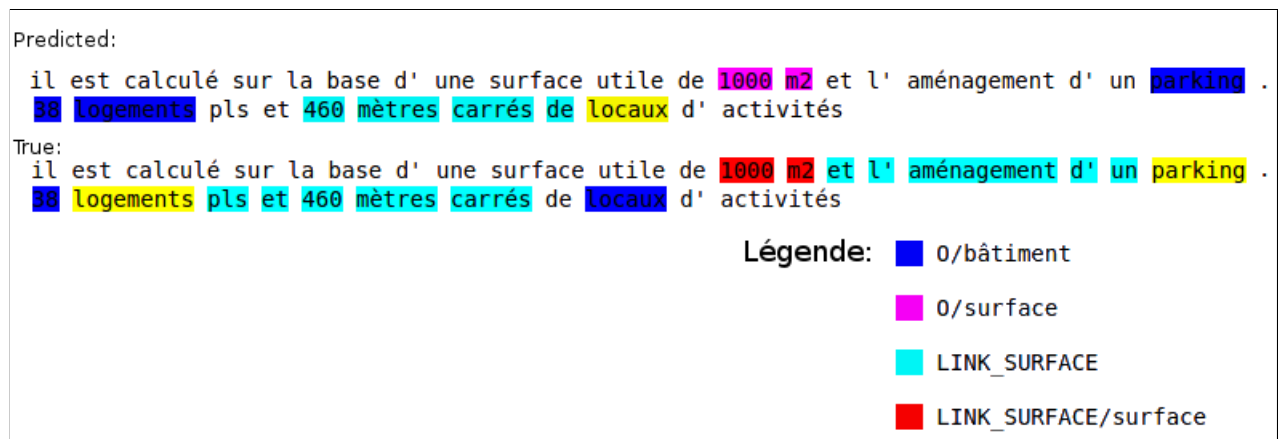 Predicted:
il est calculé sur la base d' une surface utile de 1000 m2 et l' aménagement d' un parking .
38 logements pls et 460 mètres carrés de locaux d' activités
True:
il est calculé sur la base d' une surface utile de 1000 m2 et l' aménagement d' un parking .
38 logements pls et 460 mètres carrés de locaux d' activités
Légende:
O/bâtiment
O/surface
LINK_SURFACE
LINK_SURFACE/surface